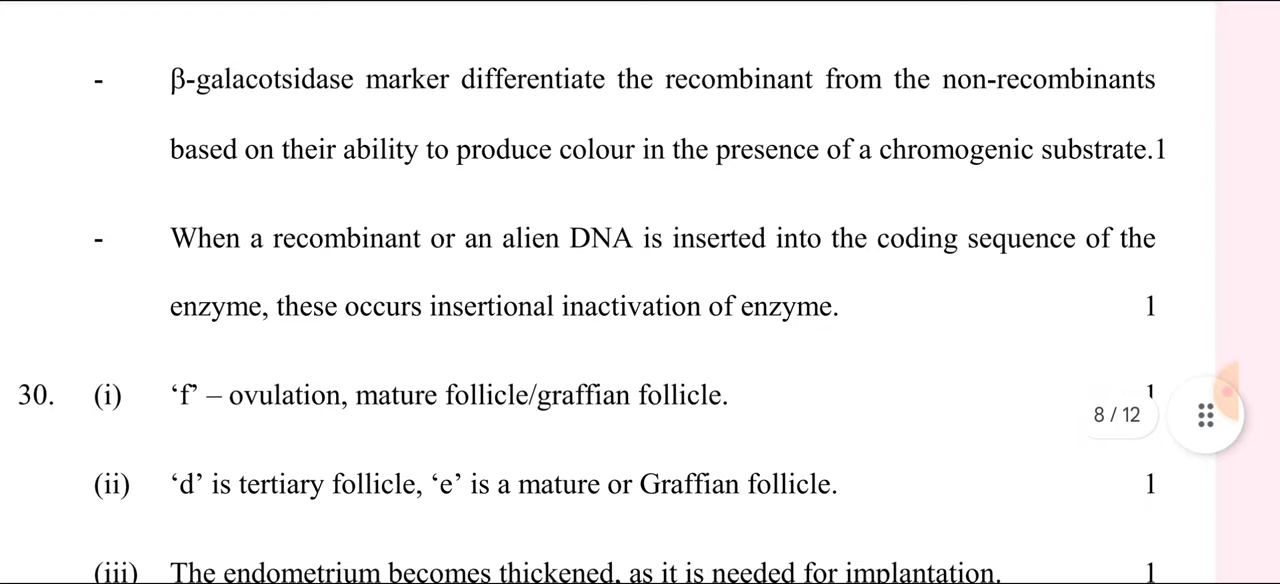 - β-galacotsidase marker differentiate the recombinant from the non-recombinants
based on their ability to produce colour in the presence of a chromogenic substrate.1
- When a recombinant or an alien DNA is inserted into the coding sequence of the
enzyme, these occurs insertional inactivation of enzyme. 1
30. (i) ‘f’ – ovulation, mature follicle/graffian follicle. 1
8 / 12
(ii) ‘d’ is tertiary follicle, ‘e’ is a mature or Graffian follicle. 1
(iii) The endometrium becomes thickened, as it is needed for implantation. 1